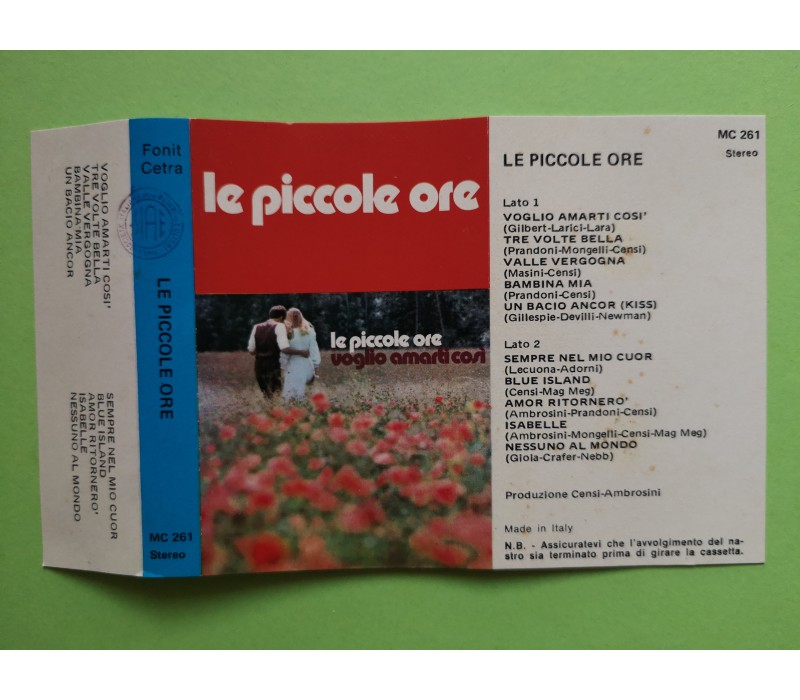 VOGLIO AMARTI COSI'
TRE VOLTE BELLA
VALLE VERGOGNA
BAMBINA MIA
UN BACIO ANCOR
SEMPRE NEL MIO CUOR
BLUE ISLAND
AMOR RITORNERO'
ISABELLE
NESSUNO AL MONDO
Fonit
Cetra
LE PICCOLE ORE
MC 261
Stereo
le piccole ore
le piccole ore
voglio amarti così
MC 261
Stereo
LE PICCOLE ORE
Lato 1
VOGLIO AMARTI COSI'
(Gilbert-Larici-Lara)
TRE VOLTE BELLA
(Prandoni-Mongelli-Censi)
VALLE VERGOGNA
(Masini-Censi)
BAMBINA MIA
(Prandoni-Censi)
UN BACIO ANCOR (KISS)
(Gillespie-Devilli-Newman)
Lato 2
SEMPRE NEL MIO CUOR
(Lecuona-Adorni)
BLUE ISLAND
(Censi-Mag Meg)
AMOR RITORNERO'
(Ambrosini-Prandoni-Censi)
ISABELLE
(Ambrosini-Mongelli-Censi-Mag Meg)
NESSUNO AL MONDO
(Gioia-Crafer-Nebb)
Produzione Censi-Ambrosini
Made in Italy
N.B. - Assicuratevi che l'avvolgimento del na-
stro sia terminato prima di girare la cassetta.